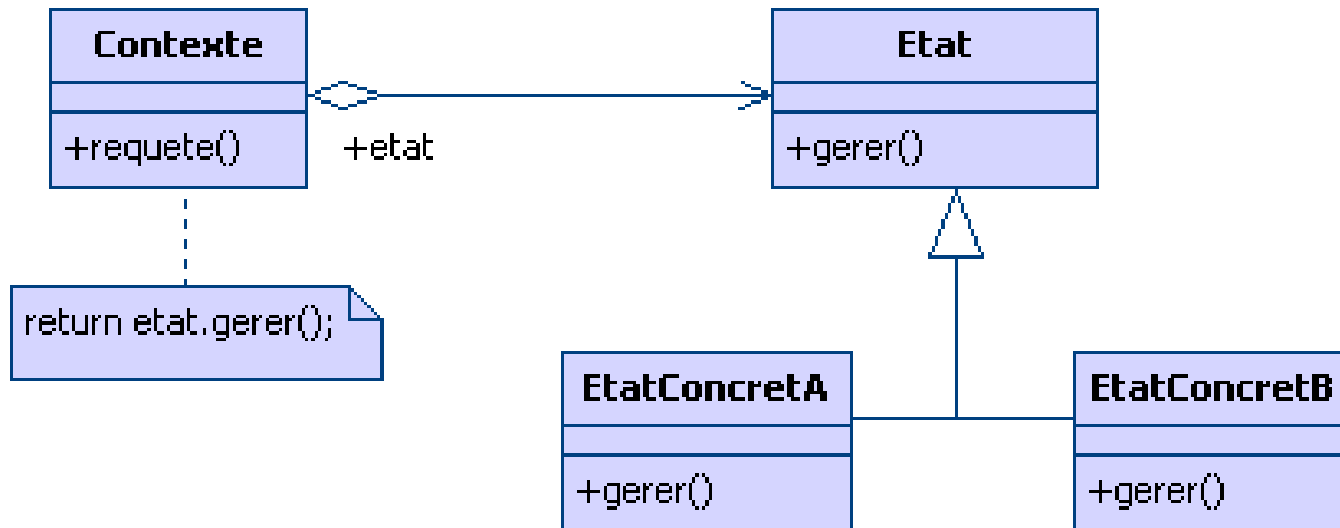 Contexte
+requete()
+etat
return etat.gerer();
Etat
+gerer()
EtatConcretA
+gerer()
EtatConcretB
+gerer()